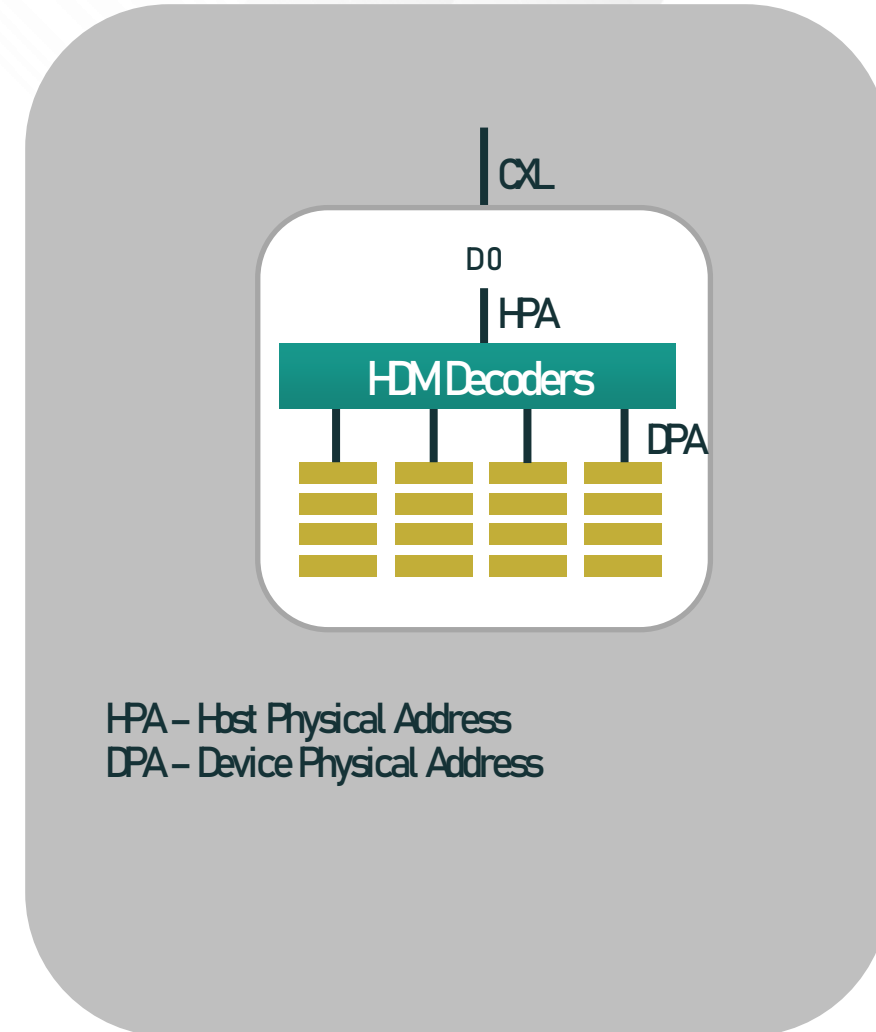 CXL
D0
HPA
HDM Decoders
DPA
HPA – Host Physical Address
DPA – Device Physical Address